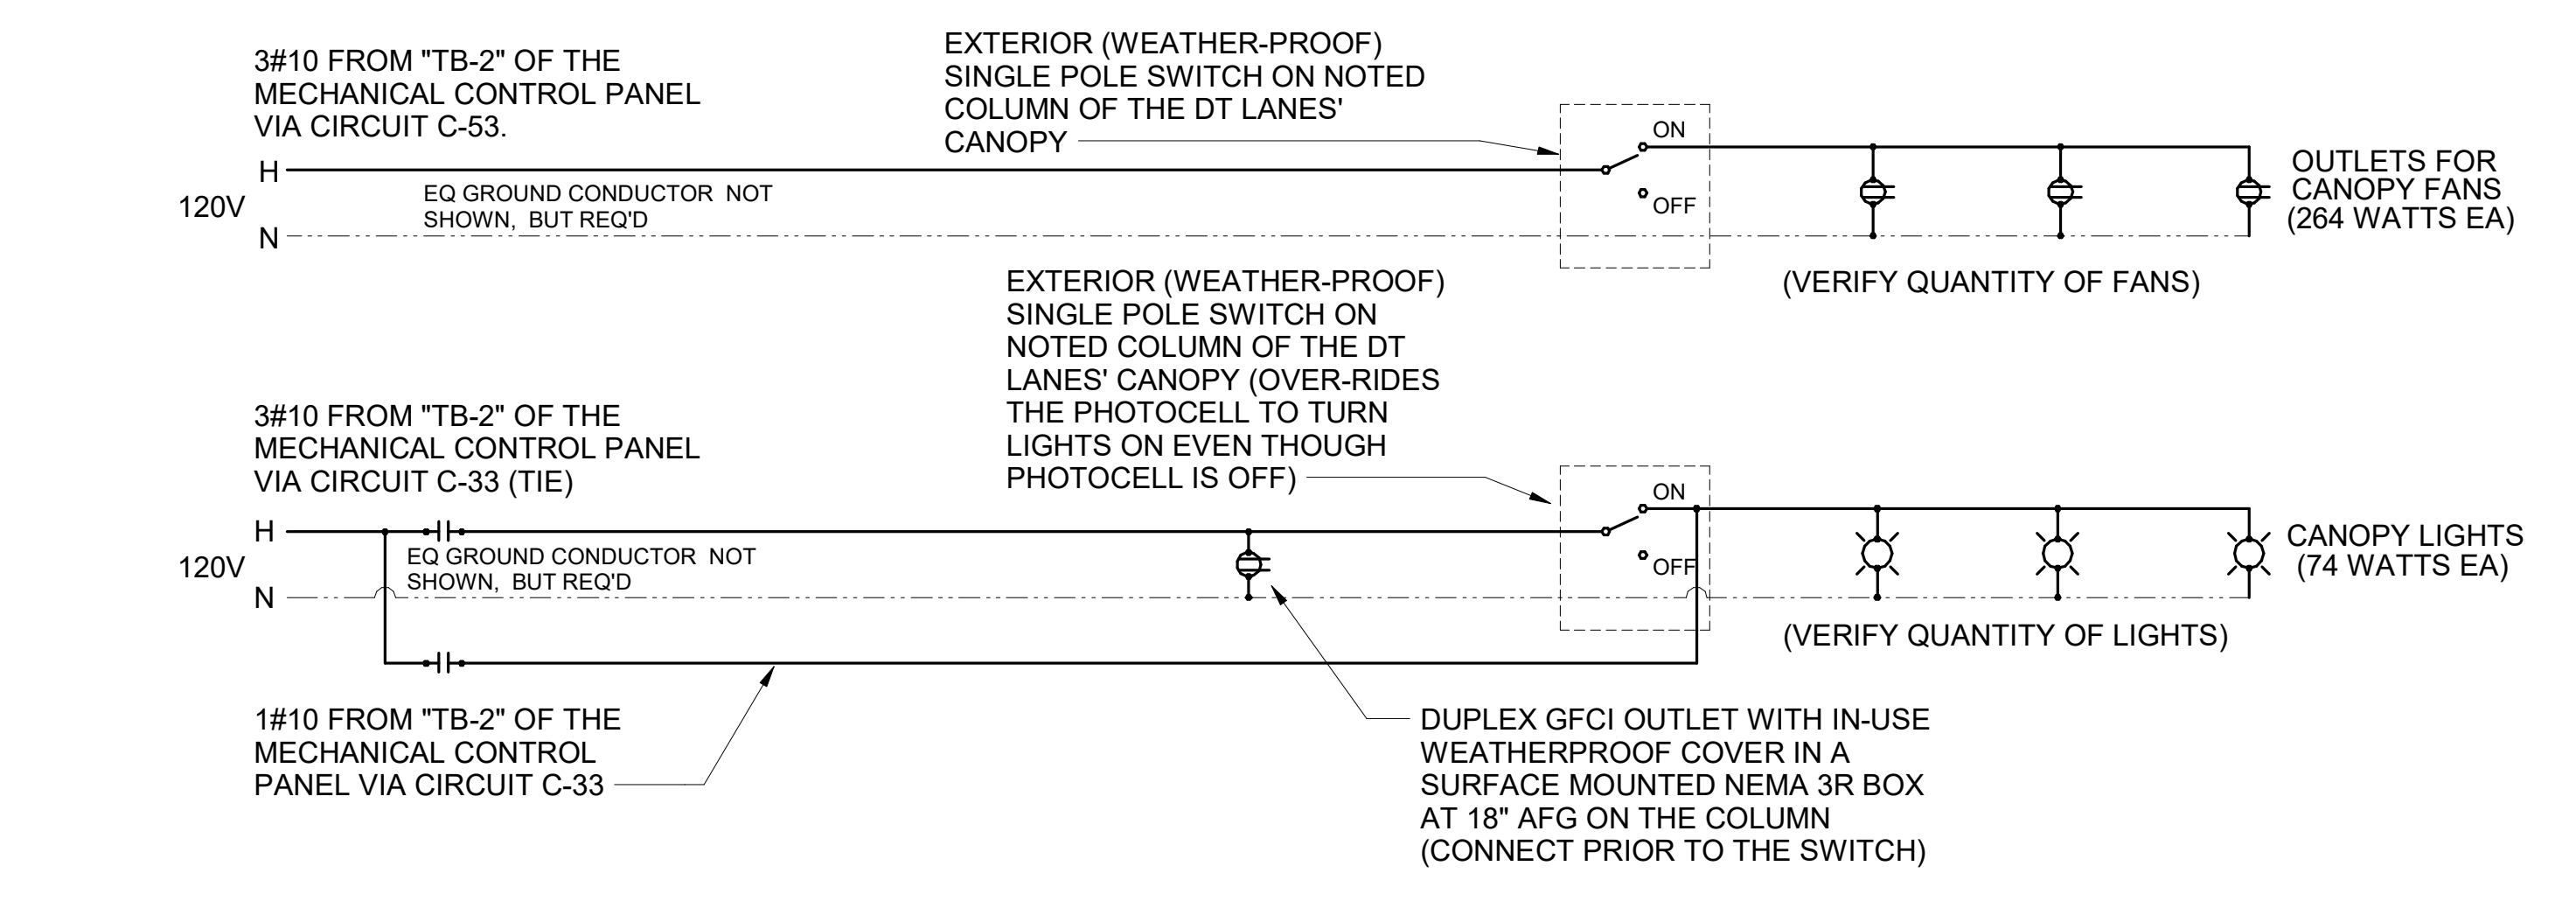 3#10 FROM "TB-2" OF THE
MECHANICAL CONTROL PANEL
VIA CIRCUIT C-53.
EXTERIOR (WEATHER-PROOF)
SINGLE POLE SWITCH ON NOTED
COLUMN OF THE DT LANES'
CANOPY
ON
OFF
H
120V
N
EQ GROUND CONDUCTOR NOT
SHOWN, BUT REQ'D
OUTLETS FOR
CANOPY FANS
(264 WATTS EA)
(VERIFY QUANTITY OF FANS)
EXTERIOR (WEATHER-PROOF)
SINGLE POLE SWITCH ON
NOTED COLUMN OF THE DT
LANES' CANOPY (OVER-RIDES
THE PHOTOCELL TO TURN
LIGHTS ON EVEN THOUGH
PHOTOCELL IS OFF)
3#10 FROM "TB-2" OF THE
MECHANICAL CONTROL PANEL
VIA CIRCUIT C-33 (TIE)
H
120V
N
EQ GROUND CONDUCTOR NOT
SHOWN, BUT REQ'D
ON
OFF
CANOPY LIGHTS
(74 WATTS EA)
(VERIFY QUANTITY OF LIGHTS)
1#10 FROM "TB-2" OF THE
MECHANICAL CONTROL
PANEL VIA CIRCUIT C-33
DUPLEX GFCI OUTLET WITH IN-USE
WEATHERPROOF COVER IN A
SURFACE MOUNTED NEMA 3R BOX
AT 18" AFG ON THE COLUMN
(CONNECT PRIOR TO THE SWITCH)